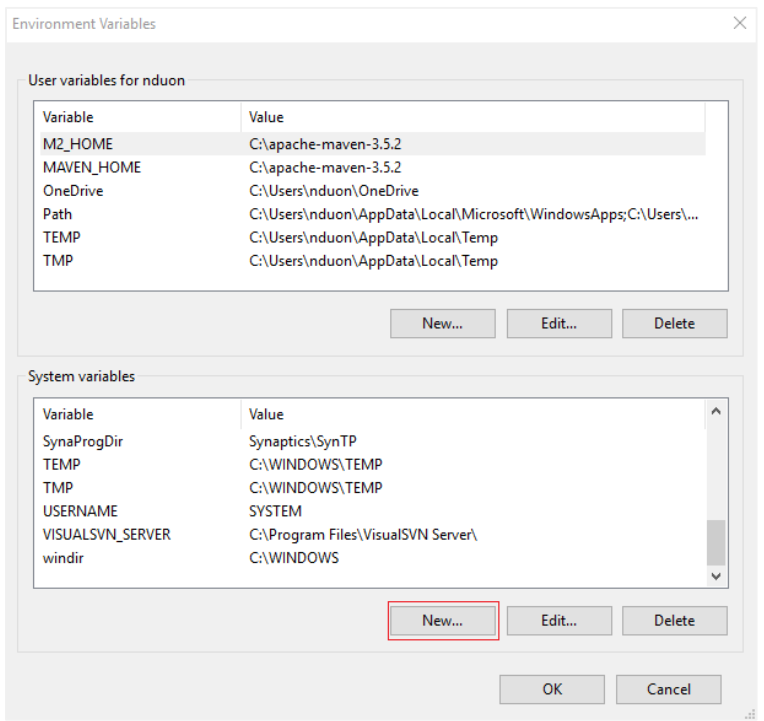 Environment Variables
User variables for nduon
Variable Value
M2_HOME C:\apache-maven-3.5.2
MAVEN_HOME C:\apache-maven-3.5.2
OneDrive C:\Users\nduon\OneDrive
Path C:\Users\nduon\AppData\Local\Microsoft\WindowsApps;C:\Users\...
TEMP C:\Users\nduon\AppData\Local\Temp
TMP C:\Users\nduon\AppData\Local\Temp
New... Edit... Delete
System variables
Variable Value
SynaProgDir Synaptics\SynTP
TEMP C:\WINDOWS\TEMP
TMP C:\WINDOWS\TEMP
USERNAME SYSTEM
VISUALSVN_SERVER C:\Program Files\VisualSVN Server\
windir C:\WINDOWS
New... Edit... Delete
OK Cancel